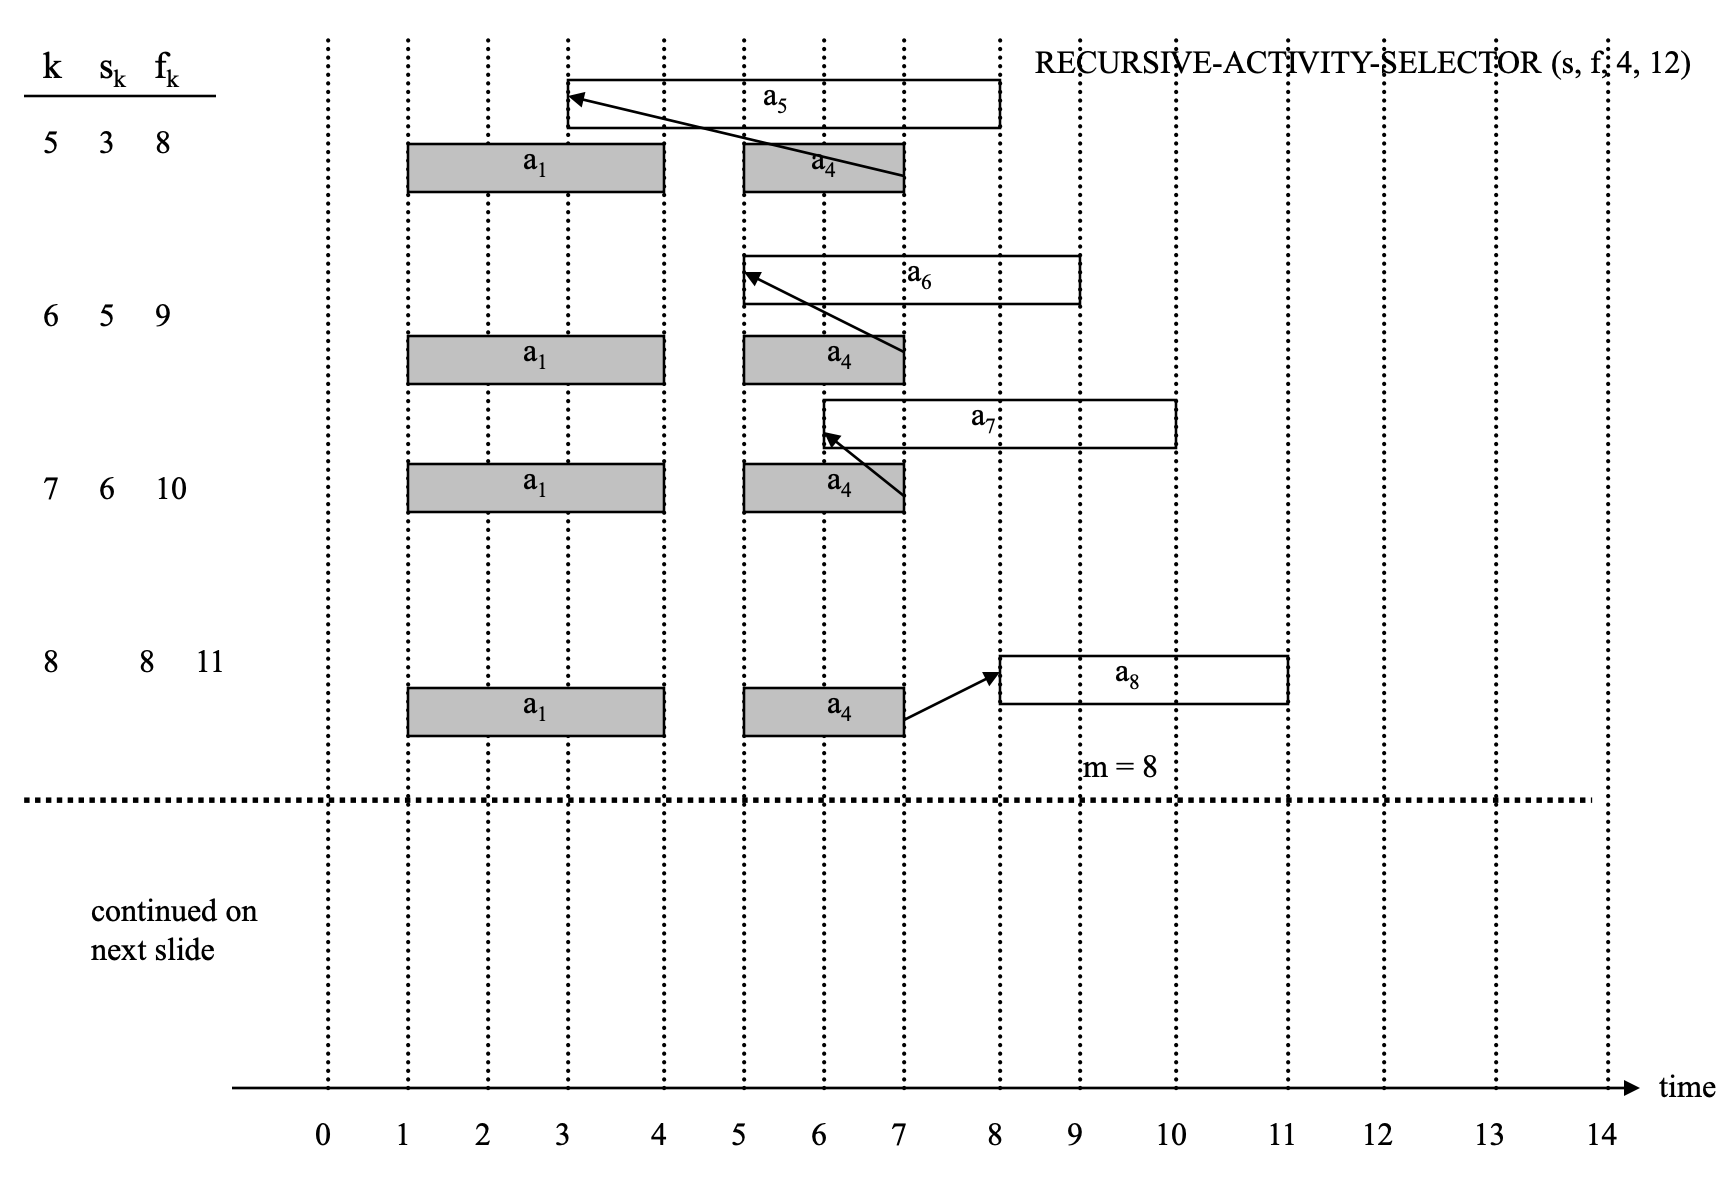 k sk fk
RECURSIVE-ACTIVITY-SELECTOR (s, f, 4, 12)
a5
5 3 8
a1 a4
a6
6 5 9
a1 a4
a7
7 6 10
a1 a4
8 8 11
a8
a1 a4
m = 8
continued on
next slide
time
0 1 2 3 4 5 6 7 8 9 10 11 12 13 14